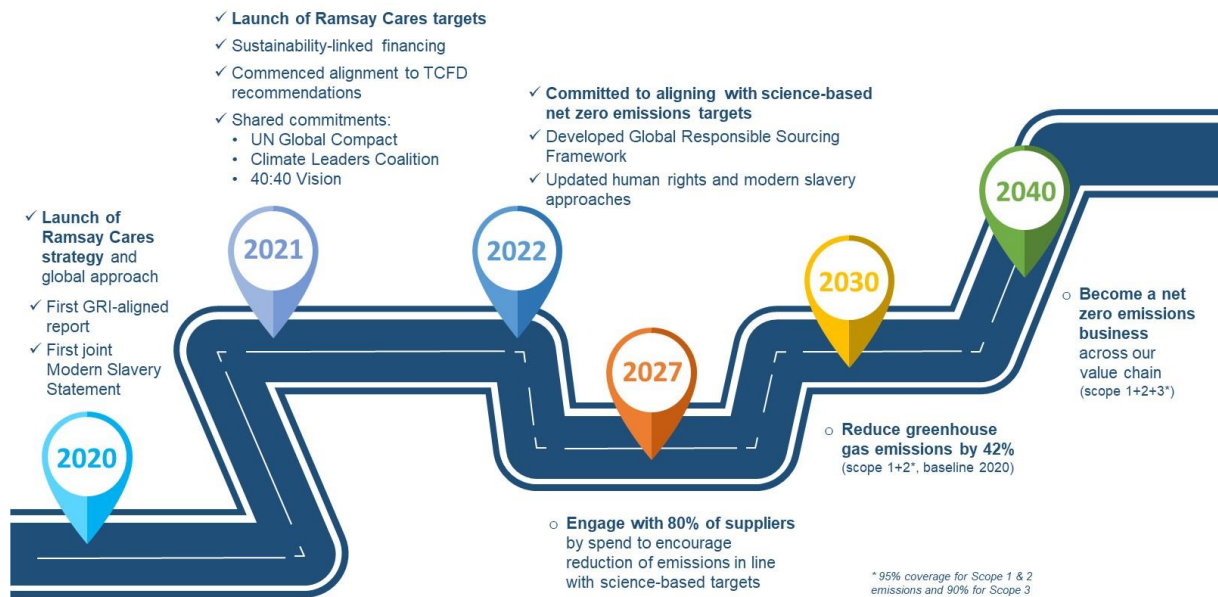 ✓ Launch of Ramsay Cares targets
✓ Sustainability-linked financing
✓ Commenced alignment to TCFD
recommendations
✓ Shared commitments:
• UN Global Compact
• Climate Leaders Coalition
• 40:40 Vision
✓ Committed to aligning with science-based
net zero emissions targets
✓ Developed Global Responsible Sourcing
Framework
✓ Updated human rights and modern slavery
approaches
✓ Launch of
Ramsay Cares
strategy and
global approach
✓ First GRI-aligned
report
✓ First joint
Modern Slavery
Statement
2020
2021
2022
2027
2030
2040
○ Engage with 80% of suppliers
by spend to encourage
reduction of emissions in line
with science-based targets
○ Reduce greenhouse
gas emissions by 42%
(scope 1+2*, baseline 2020)
○ Become a net
zero emissions
business
across our
value chain
(scope 1+2+3*)
* 95% coverage for Scope 1 & 2
emissions and 90% for Scope 3